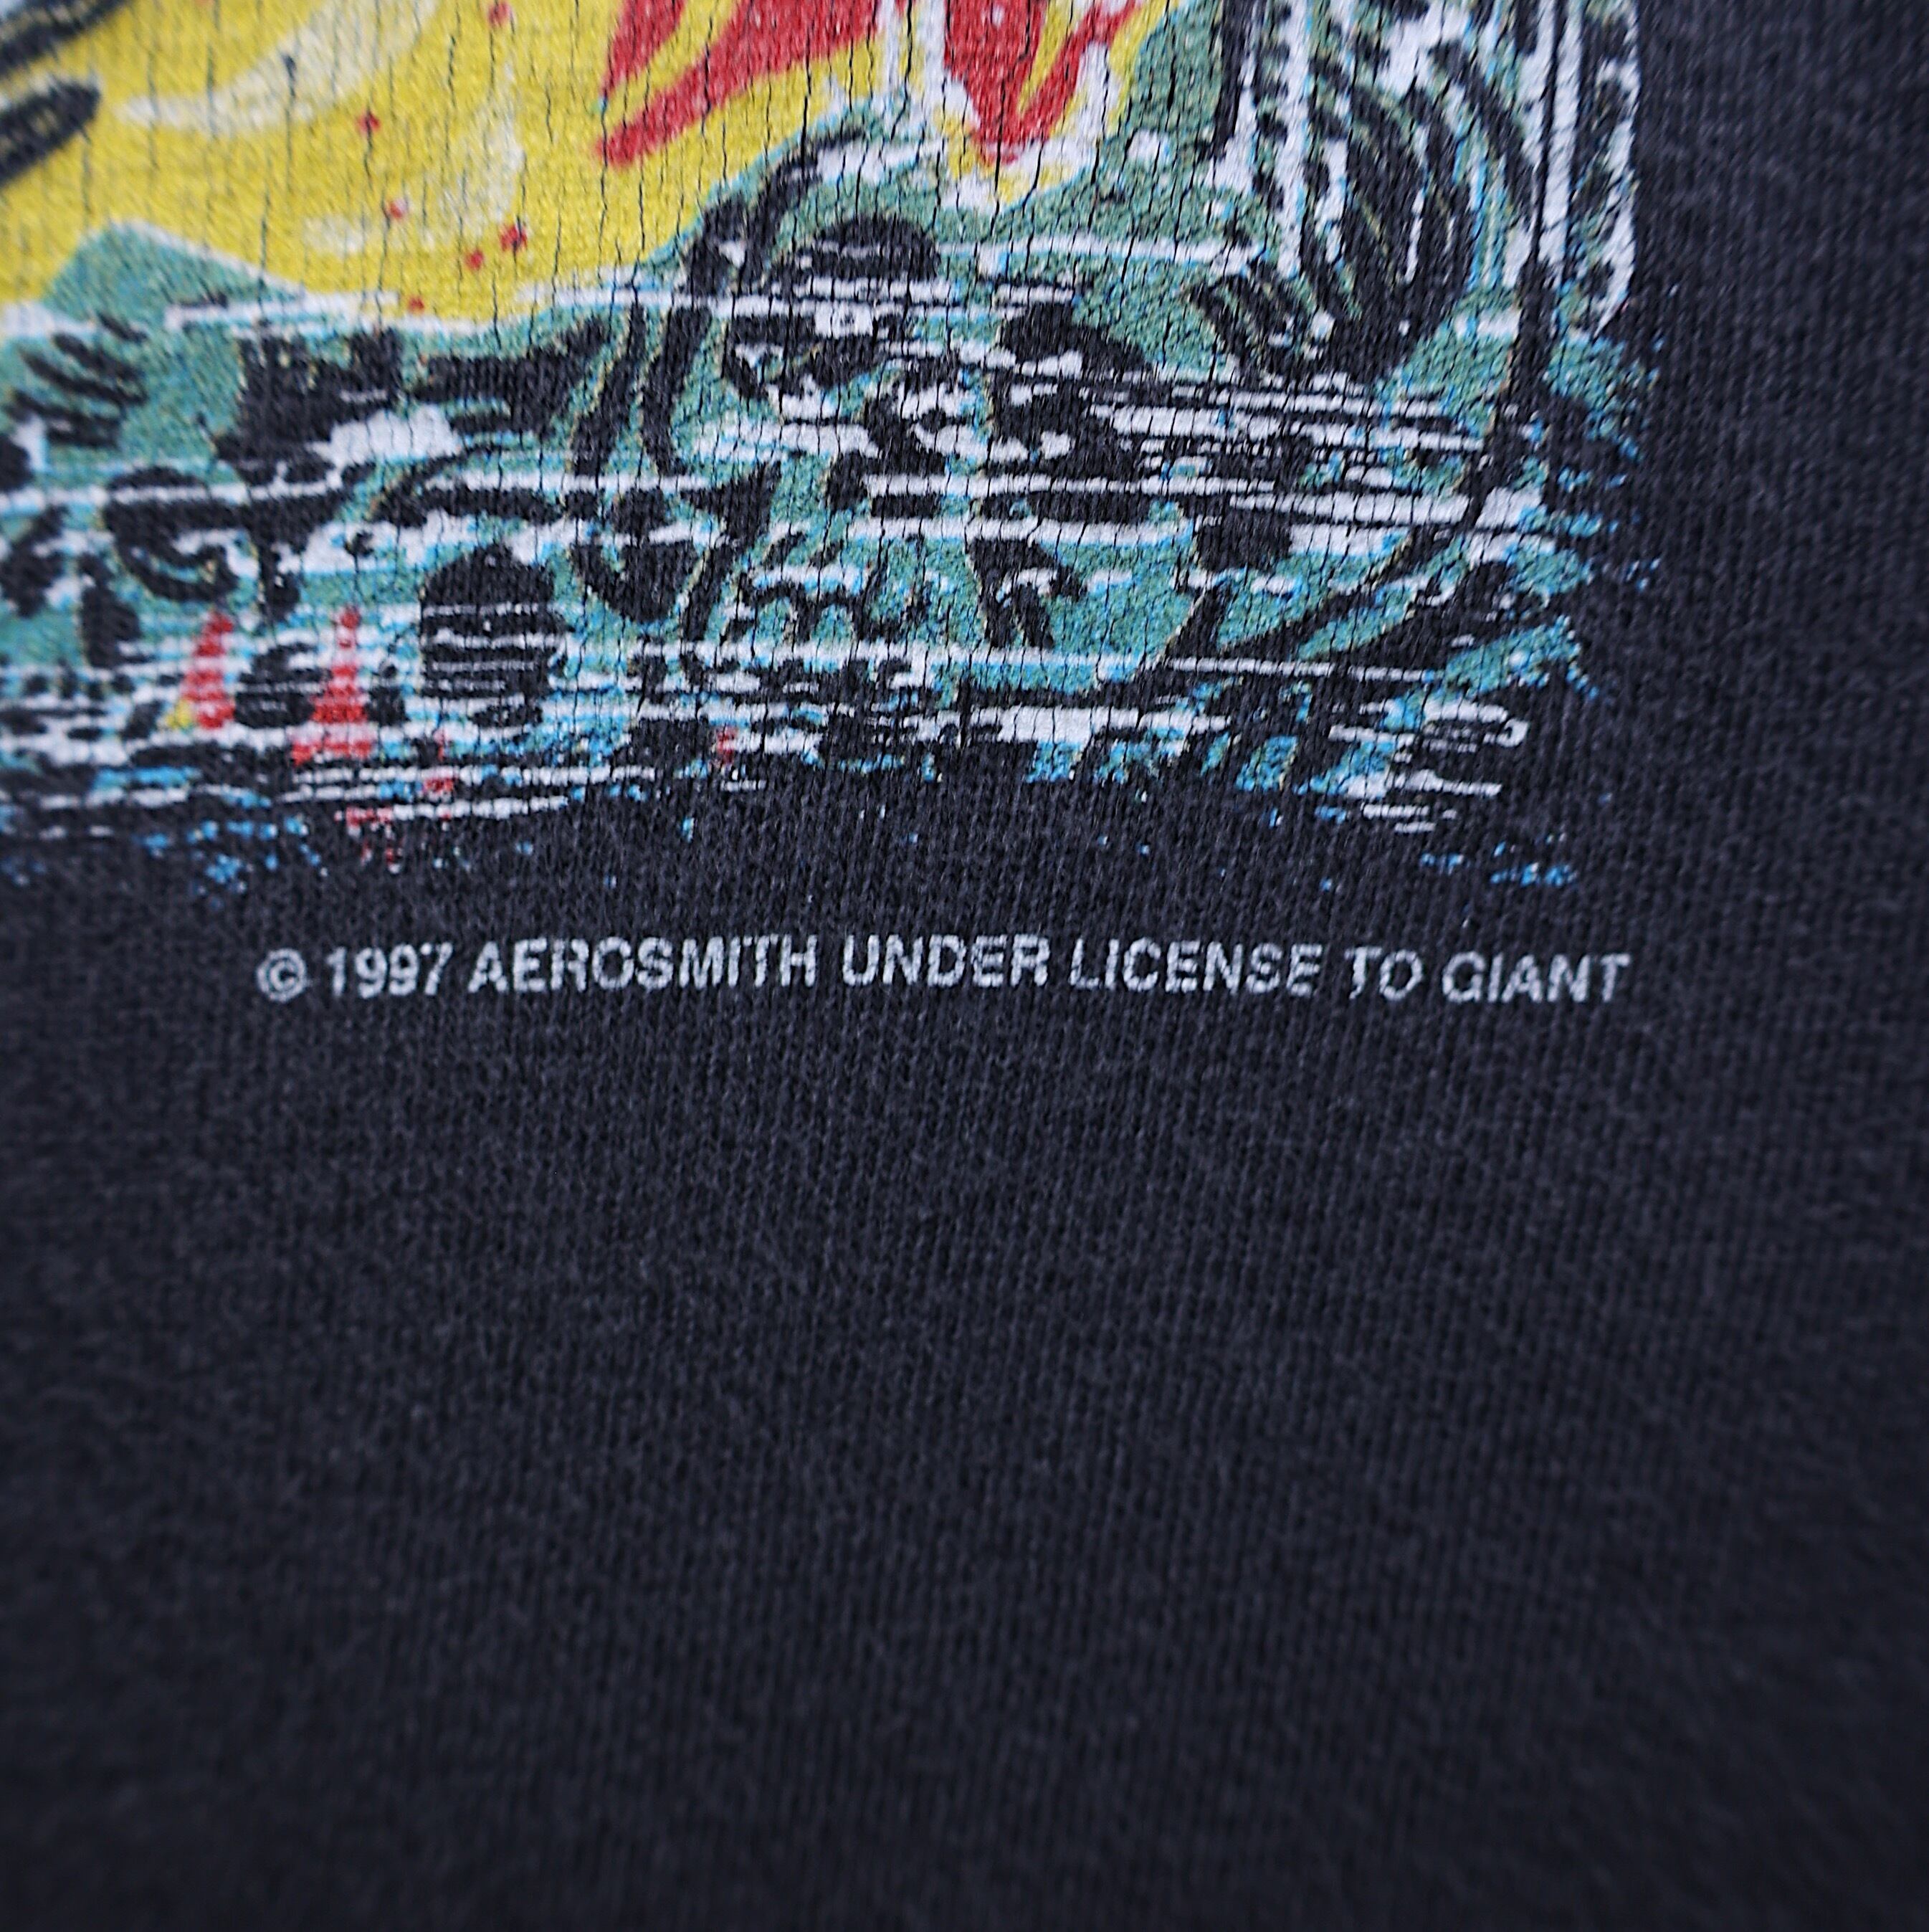 © 1997 AEROSMITH UNDER LICENSE TO GIANT